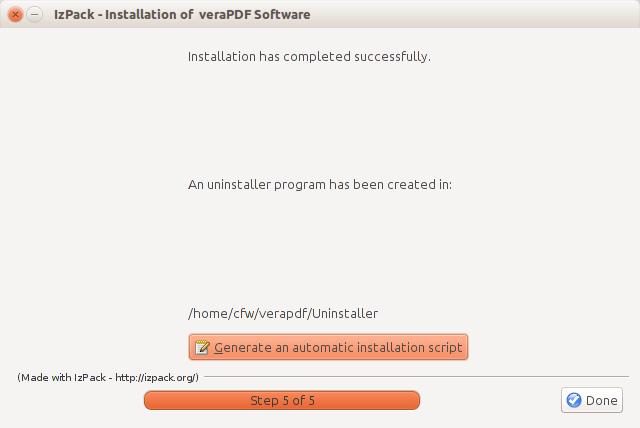 IzPack - Installation of  veraPDF Software
Installation has completed successfully.
An uninstaller program has been created in:
/home/cfw/verapdf/Uninstaller
Generate an automatic installation script
(Made with IzPack - http://izpack.org/)
Step 5 of 5
Done